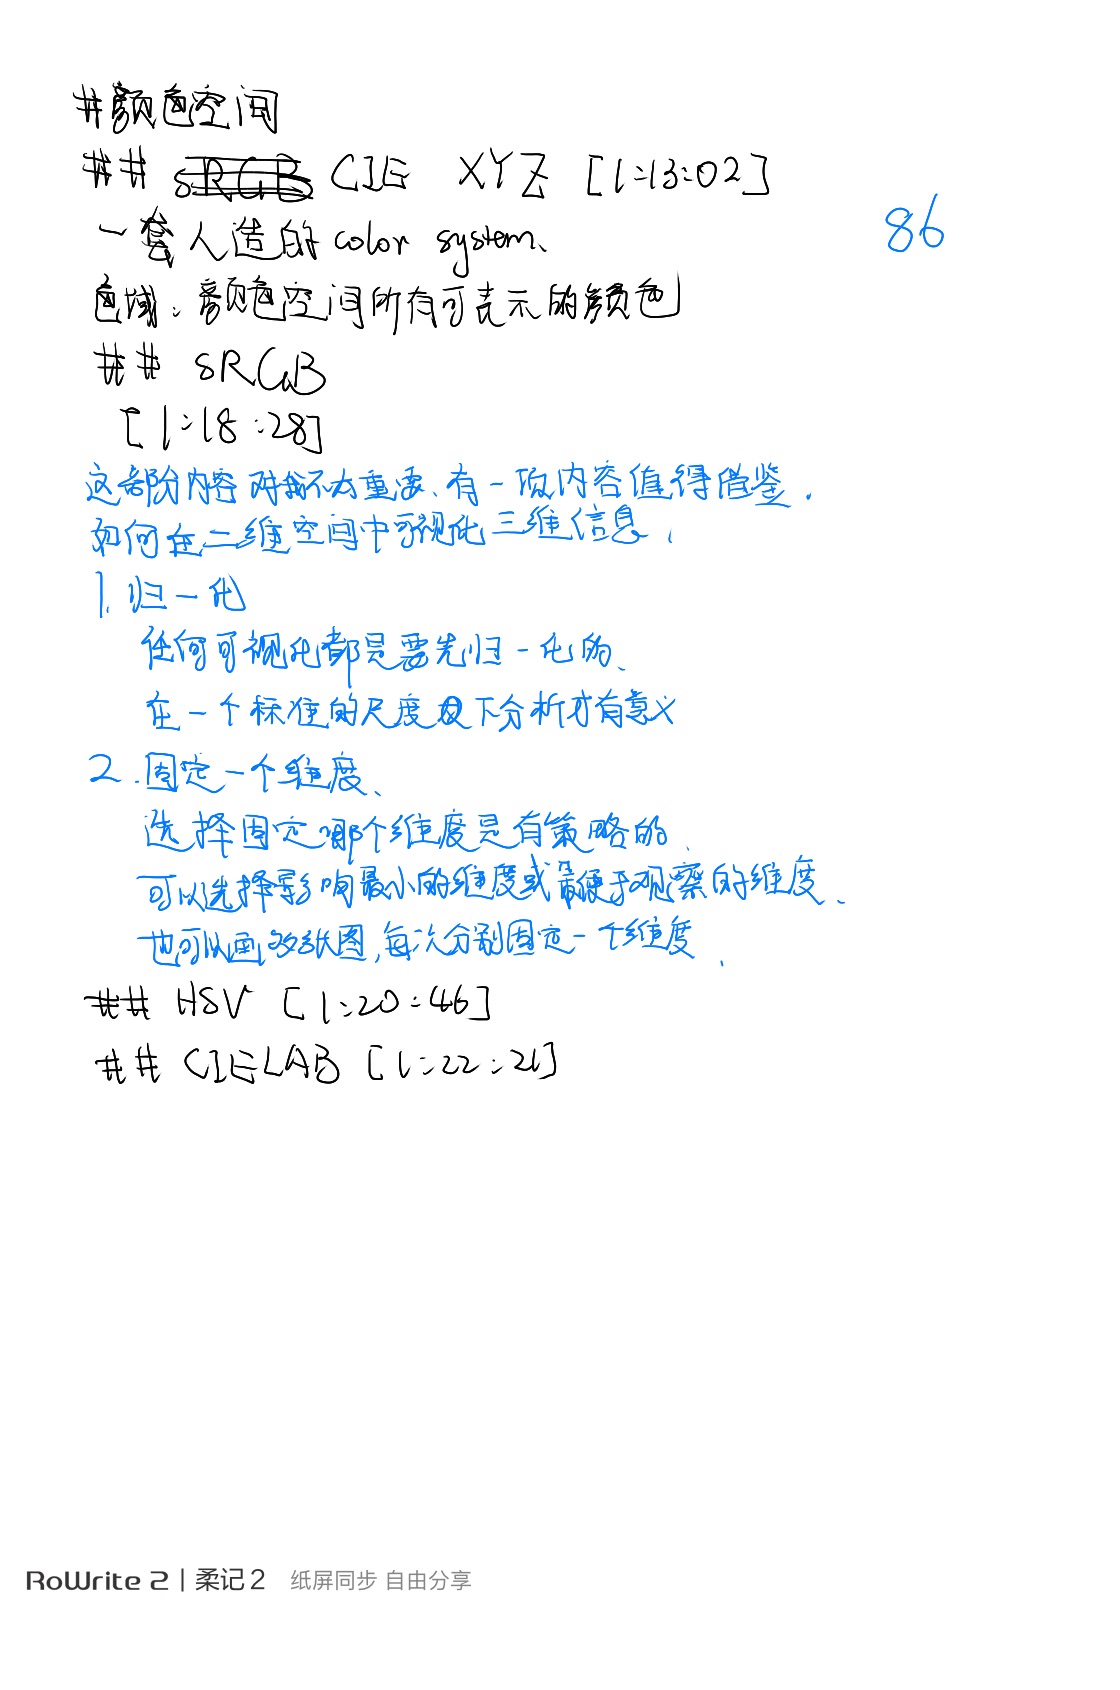 #颜色空间
## sRGB CIE XYZ [1:13:02]
86
一套人造的color system、
色域：颜色空间所有可表示的颜色
## sRGB
[1:18:28]
这部分内容对我不太重要、有一项内容值得借鉴.
如何在二维空间中可视化三维信息,
1.归一化
任何可视化都是要先归一化的、
在一个标准的尺度及下分析才有意义
2.固定一个维度、
选择固定哪个维度是有策略的.
可以选择影响最小的维度或最便于观察的维度、
也可以画多张图,每次分别固定一个维度.
## HSV [1:20:46]
## CIELAB [1:22:21]
RoWrite 2 | 柔记2 纸屏同步 自由分享